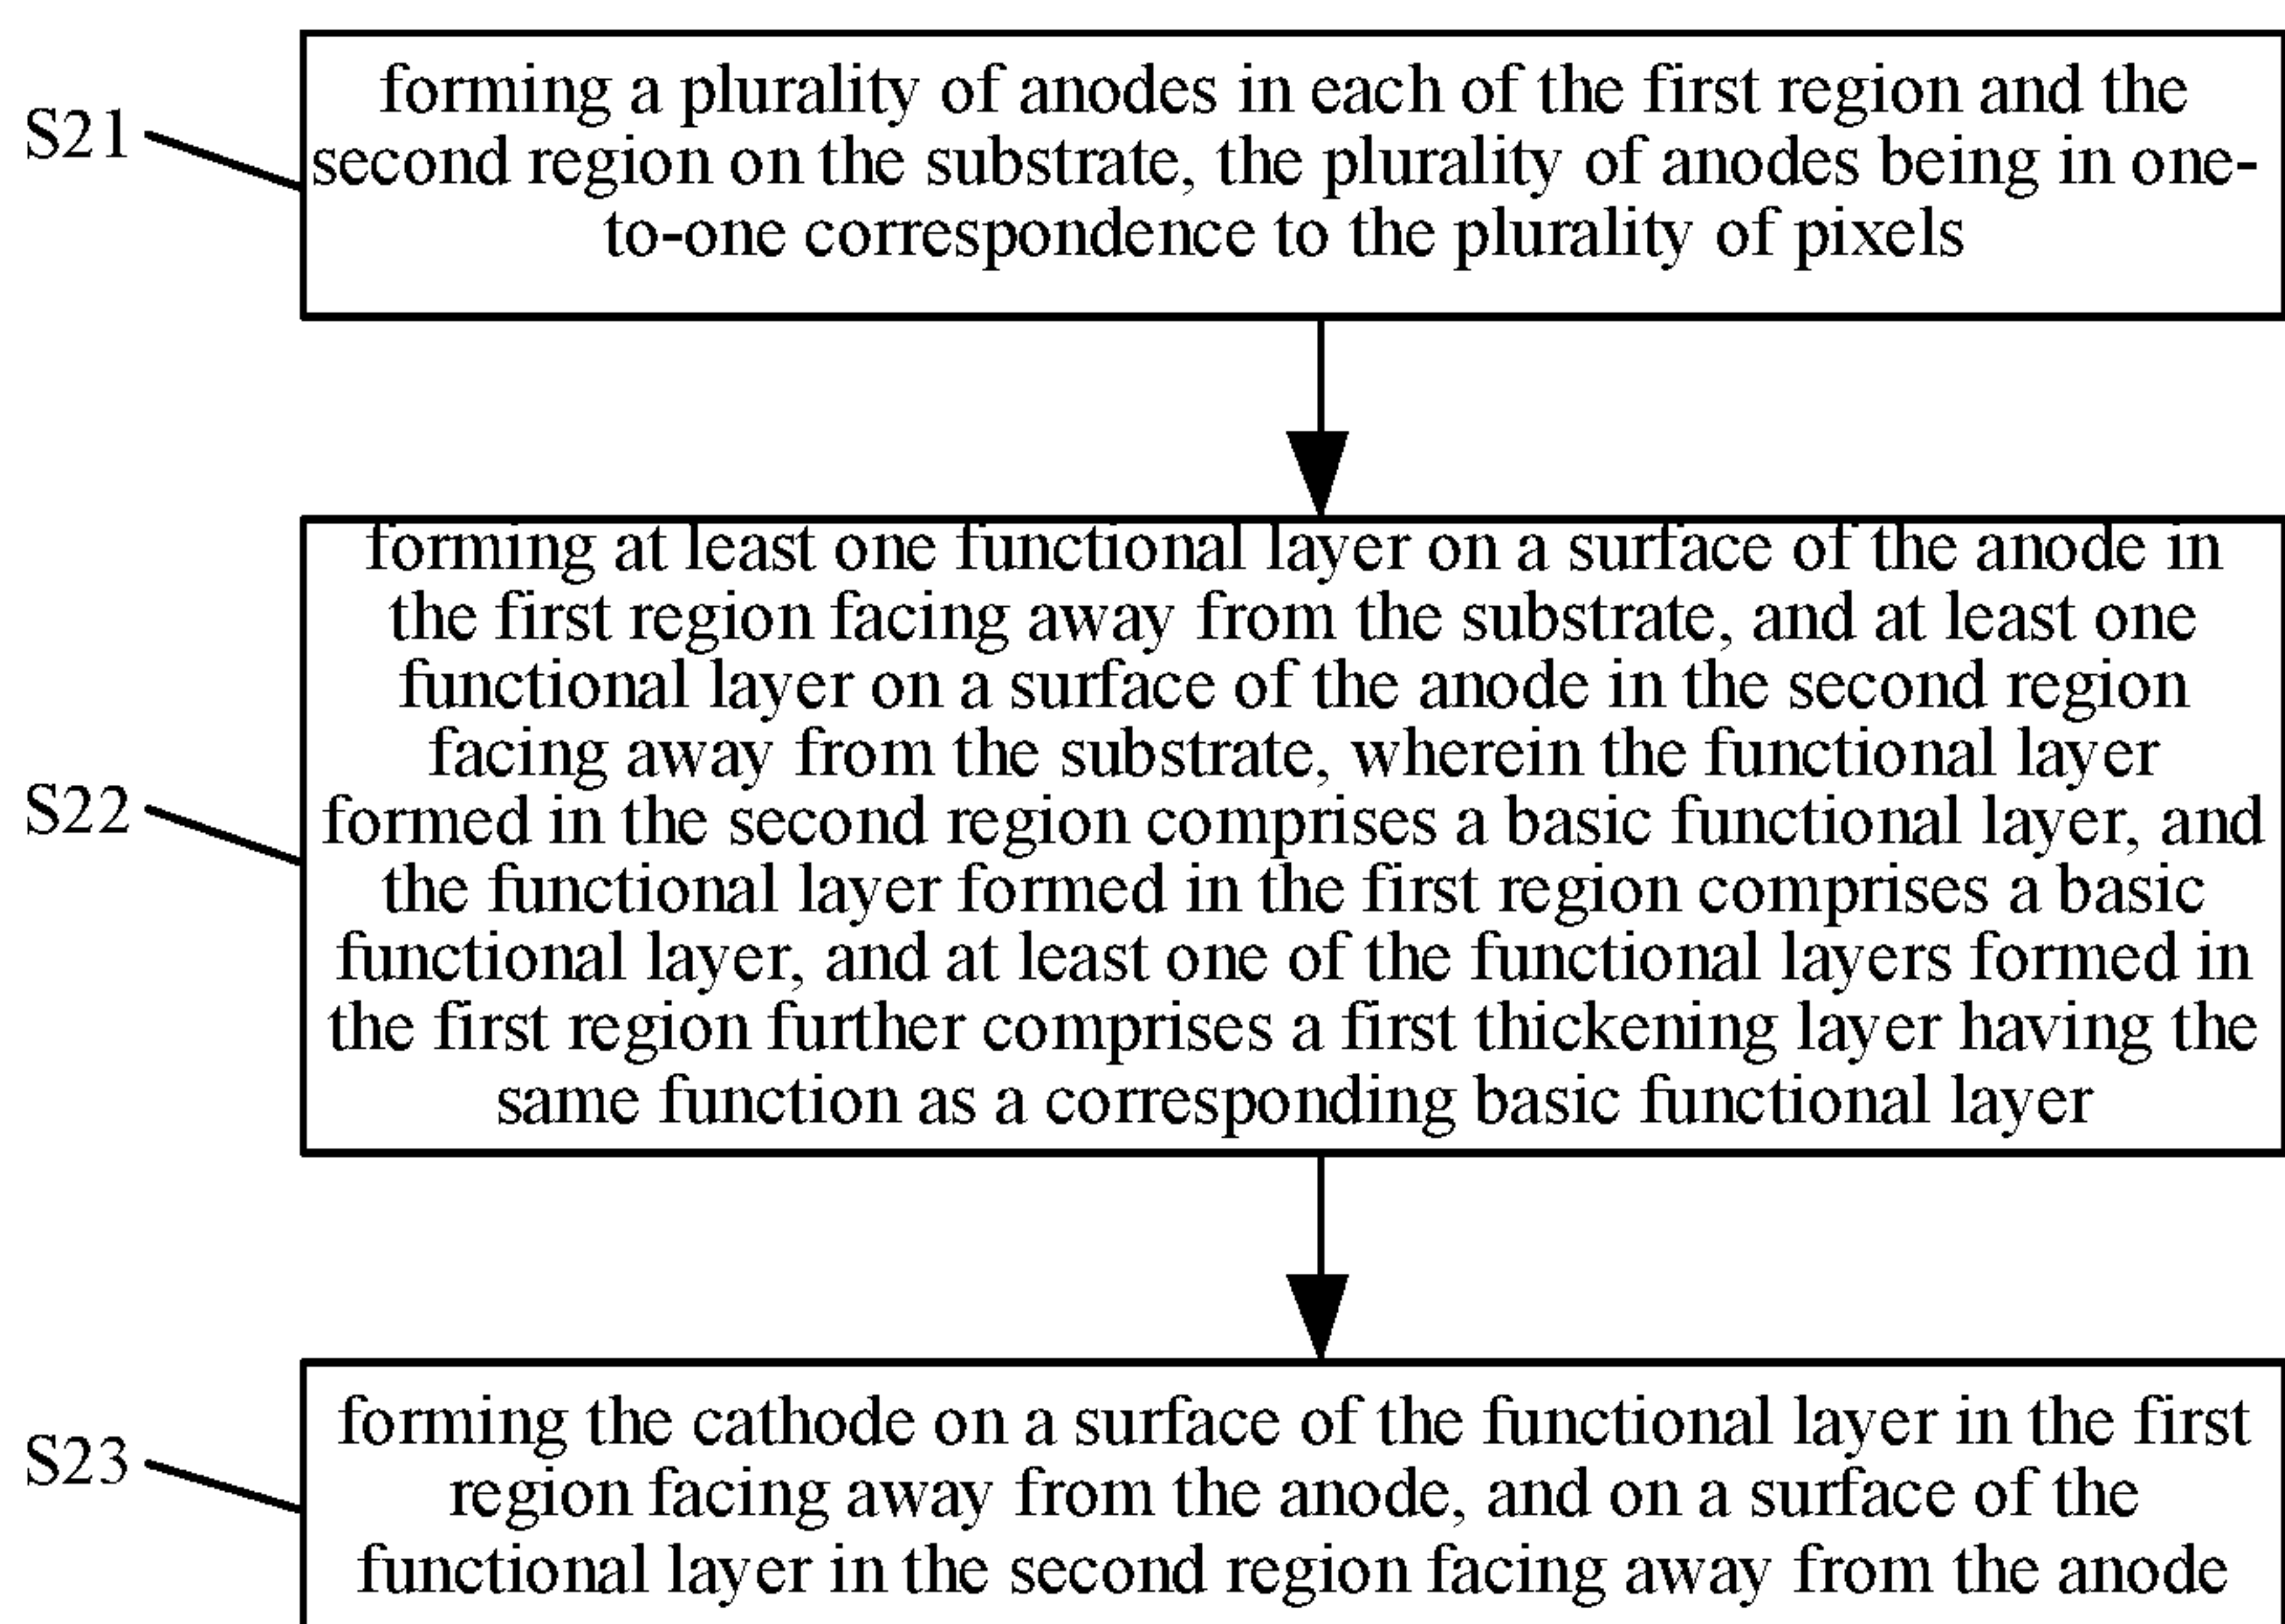 S21
forming a plurality of anodes in each of the first region and the
second region on the substrate, the plurality of anodes being in one-
to-one correspondence to the plurality of pixels
S22
forming at least one functional layer on a surface of the anode in
the first region facing away from the substrate, and at least one
functional layer on a surface of the anode in the second region
facing away from the substrate, wherein the functional layer
formed in the second region comprises a basic functional layer, and
the functional layer formed in the first region comprises a basic
functional layer, and at least one of the functional layers formed in
the first region further comprises a first thickening layer having the
same function as a corresponding basic functional layer
S23
forming the cathode on a surface of the functional layer in the first
region facing away from the anode, and on a surface of the
functional layer in the second region facing away from the anode